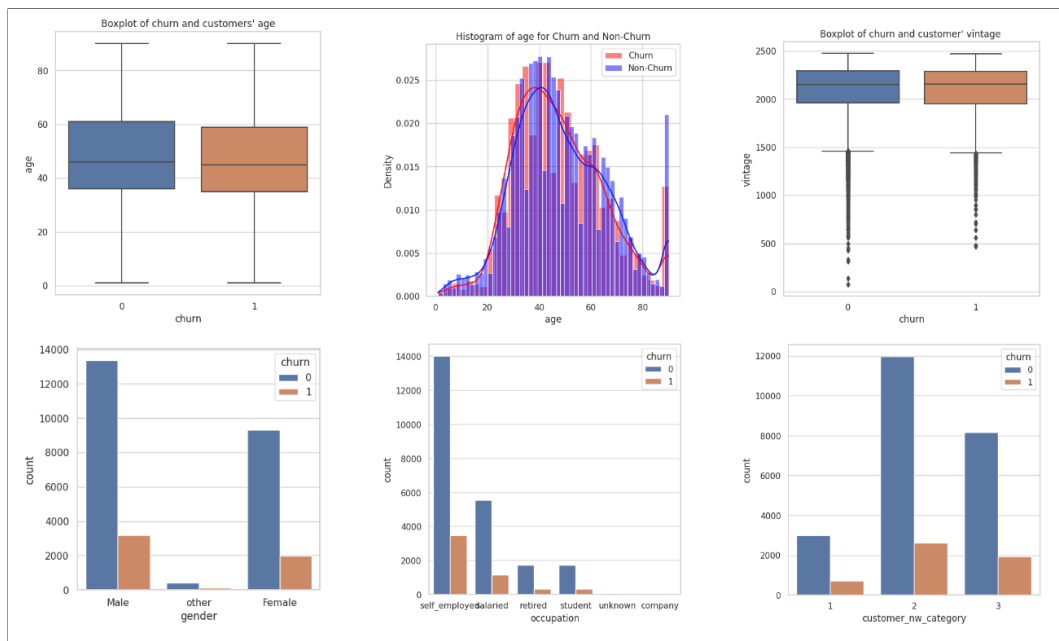 Boxplot of churn and customers' age
80
60
40
20
0
age
0
1
churn
Histogram of age for Churn and Non-Churn
Churn
Non-Churn
0.025
0.020
0.015
0.010
0.005
0.000
Density
0
20
40
60
80
age
Boxplot of churn and customer' vintage
2500
2000
1500
1000
500
0
vintage
0
1
churn
14000
12000
10000
8000
6000
4000
2000
0
count
churn
0
1
Male
other
Female
gender
14000
12000
10000
8000
6000
4000
2000
0
count
churn
0
1
self_employed
salaried
retired
student
unknown
company
occupation
12000
10000
8000
6000
4000
2000
0
count
churn
0
1
1
2
3
customer_nw_category